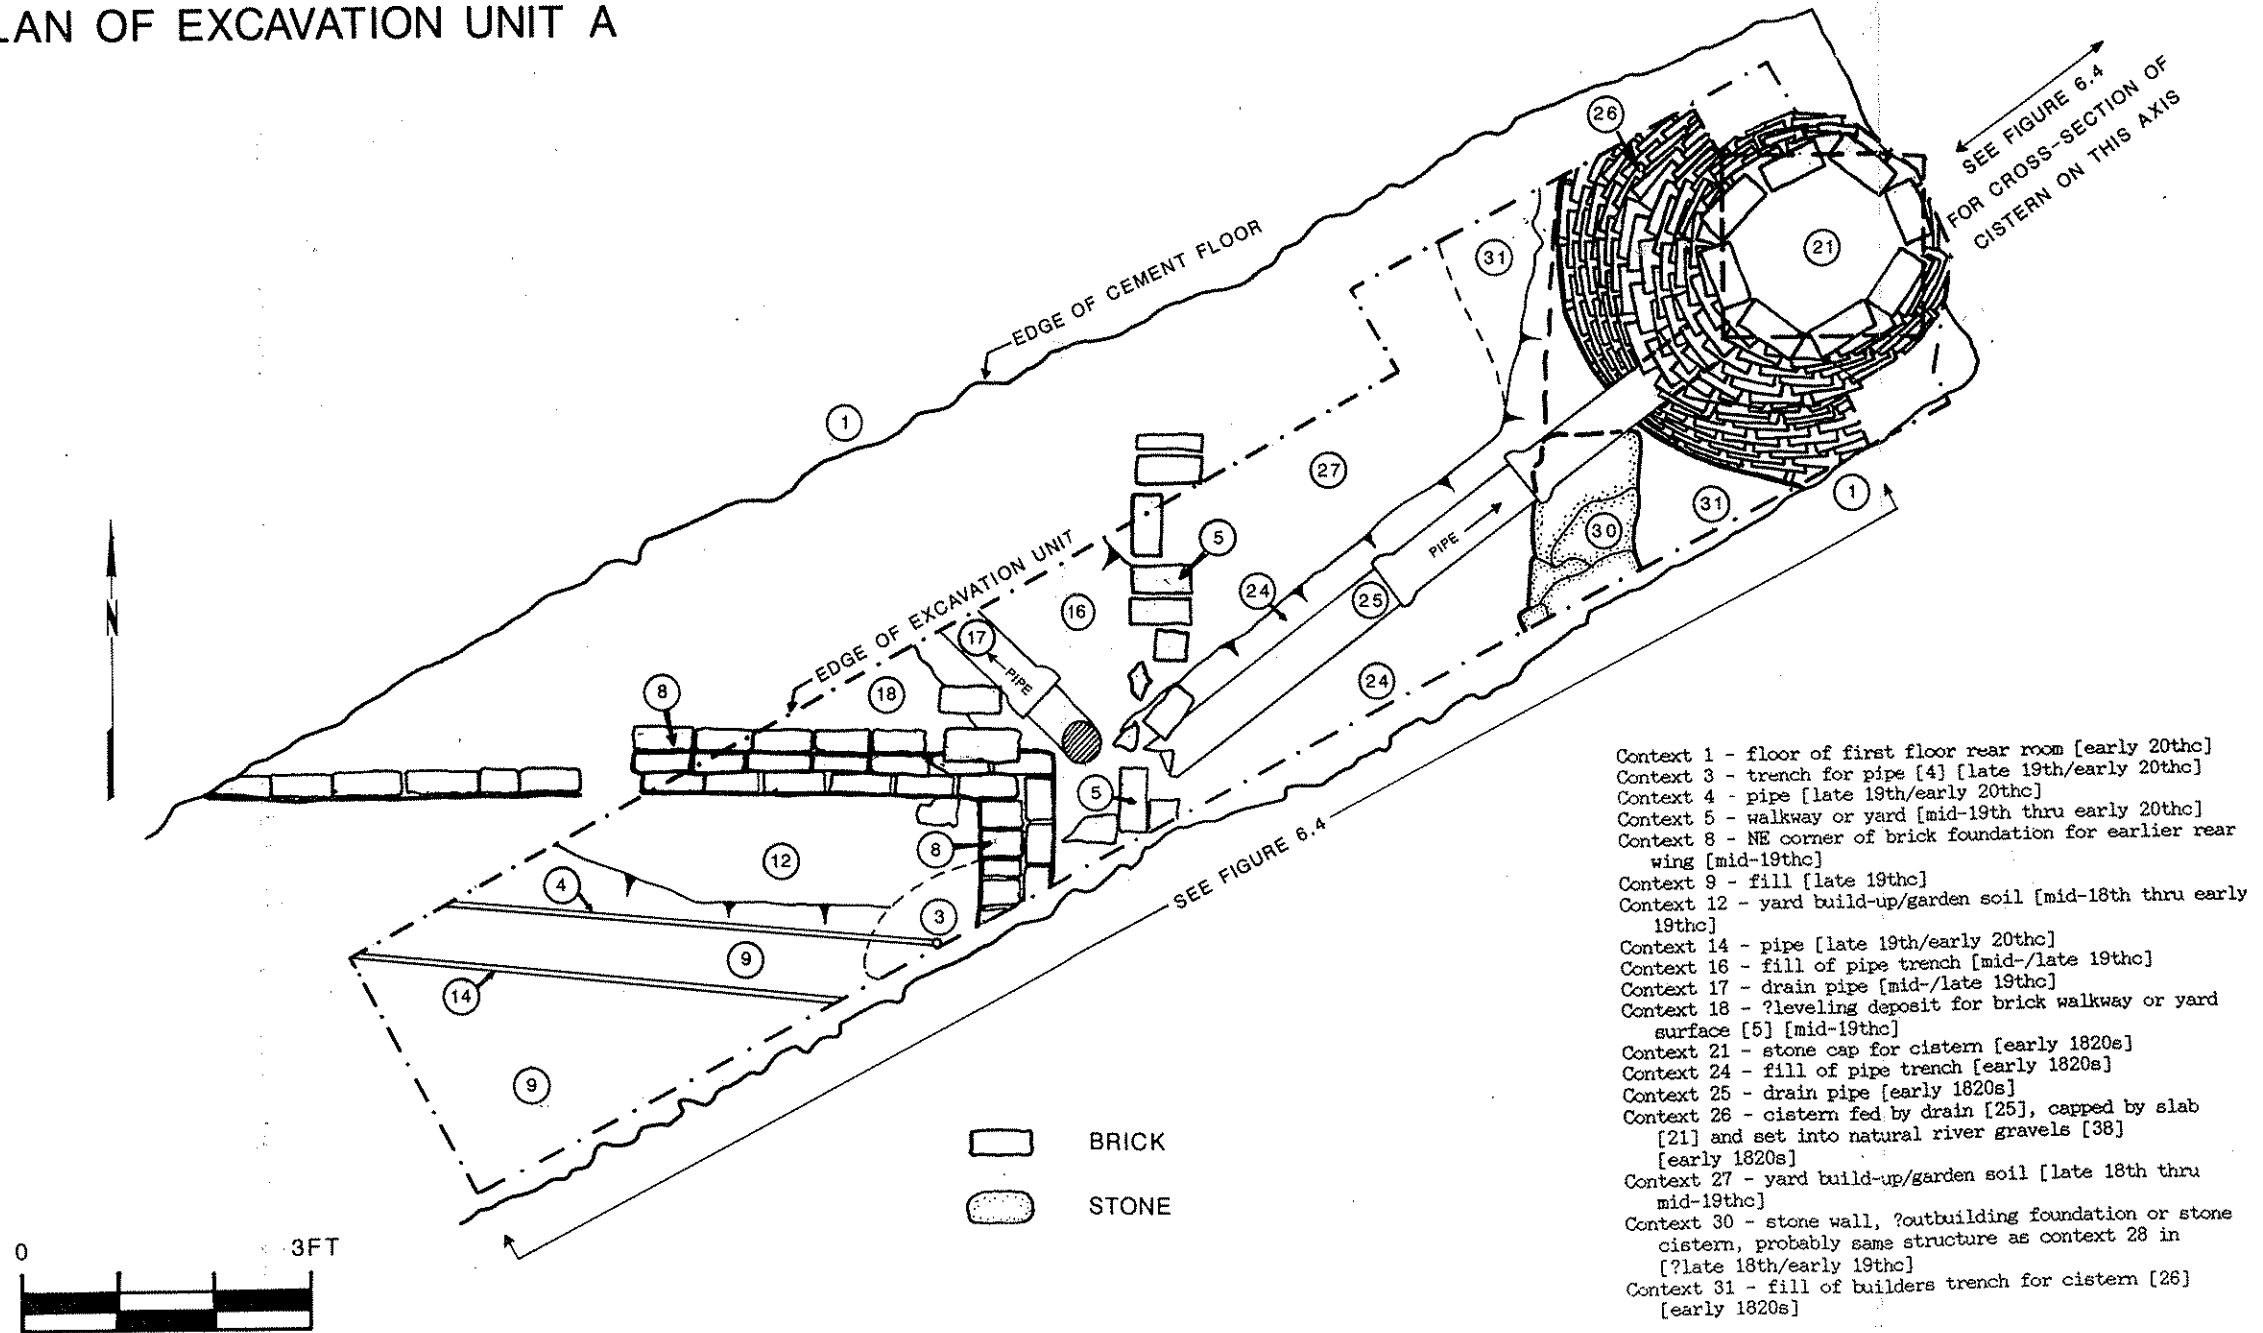 LAN OF EXCAVATION UNIT A
SEE FIGURE 6.4
FOR CROSS-SECTION OF
CISTERN ON THIS AXIS
26
21
31
EDGE OF CEMENT FLOOR
1
27
5
31
1
30
PIPE
24
25
16
17
PIPE
EDGE OF EXCAVATION UNIT
18
8
24
5
8
12
4
3
9
14
9
SEE FIGURE 6.4
N
BRICK
STONE
0
3FT
Context 1 - floor of first floor rear room [early 20thc]
Context 3 - trench for pipe [4] [late 19th/early 20thc]
Context 4 - pipe [late 19th/early 20thc]
Context 5 - walkway or yard [mid-19th thru early 20thc]
Context 8 - NE corner of brick foundation for earlier rear
wing [mid-19thc]
Context 9 - fill [late 19thc]
Context 12 - yard build-up/garden soil [mid-18th thru early
19thc]
Context 14 - pipe [late 19th/early 20thc]
Context 16 - fill of pipe trench [mid-/late 19thc]
Context 17 - drain pipe [mid-/late 19thc]
Context 18 - ?leveling deposit for brick walkway or yard
surface [5] [mid-19thc]
Context 21 - stone cap for cistern [early 1820s]
Context 24 - fill of pipe trench [early 1820s]
Context 25 - drain pipe [early 1820s]
Context 26 - cistern fed by drain [25], capped by slab
[21] and set into natural river gravels [38]
[early 1820s]
Context 27 - yard build-up/garden soil [late 18th thru
mid-19thc]
Context 30 - stone wall, ?outbuilding foundation or stone
cistern, probably same structure as context 28 in
[?late 18th/early 19thc]
Context 31 - fill of builders trench for cistern [26]
[early 1820s]